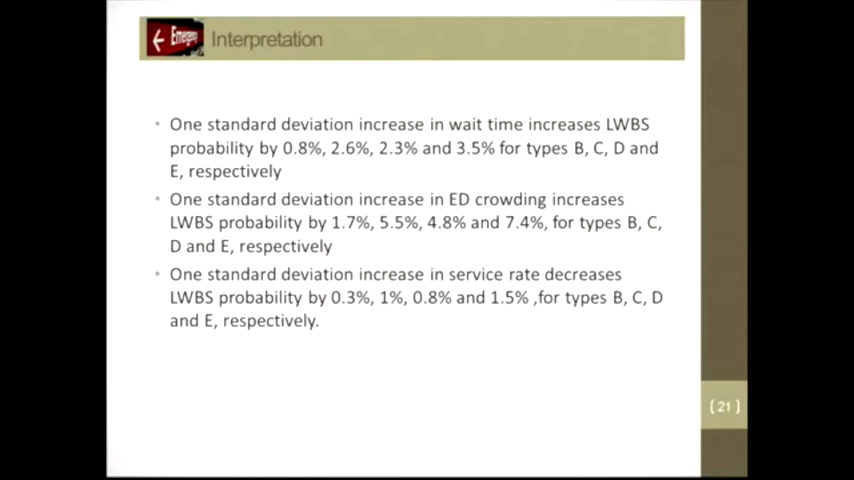 Emergency
Interpretation
• One standard deviation increase in wait time increases LWBS
probability by 0.8%, 2.6%, 2.3% and 3.5% for types B, C, D and
E, respectively
• One standard deviation increase in ED crowding increases
LWBS probability by 1.7%, 5.5%, 4.8% and 7.4%, for types B, C,
D and E, respectively
• One standard deviation increase in service rate decreases
LWBS probability by 0.3%, 1%, 0.8% and 1.5% ,for types B, C, D
and E, respectively.
[ 21 ]